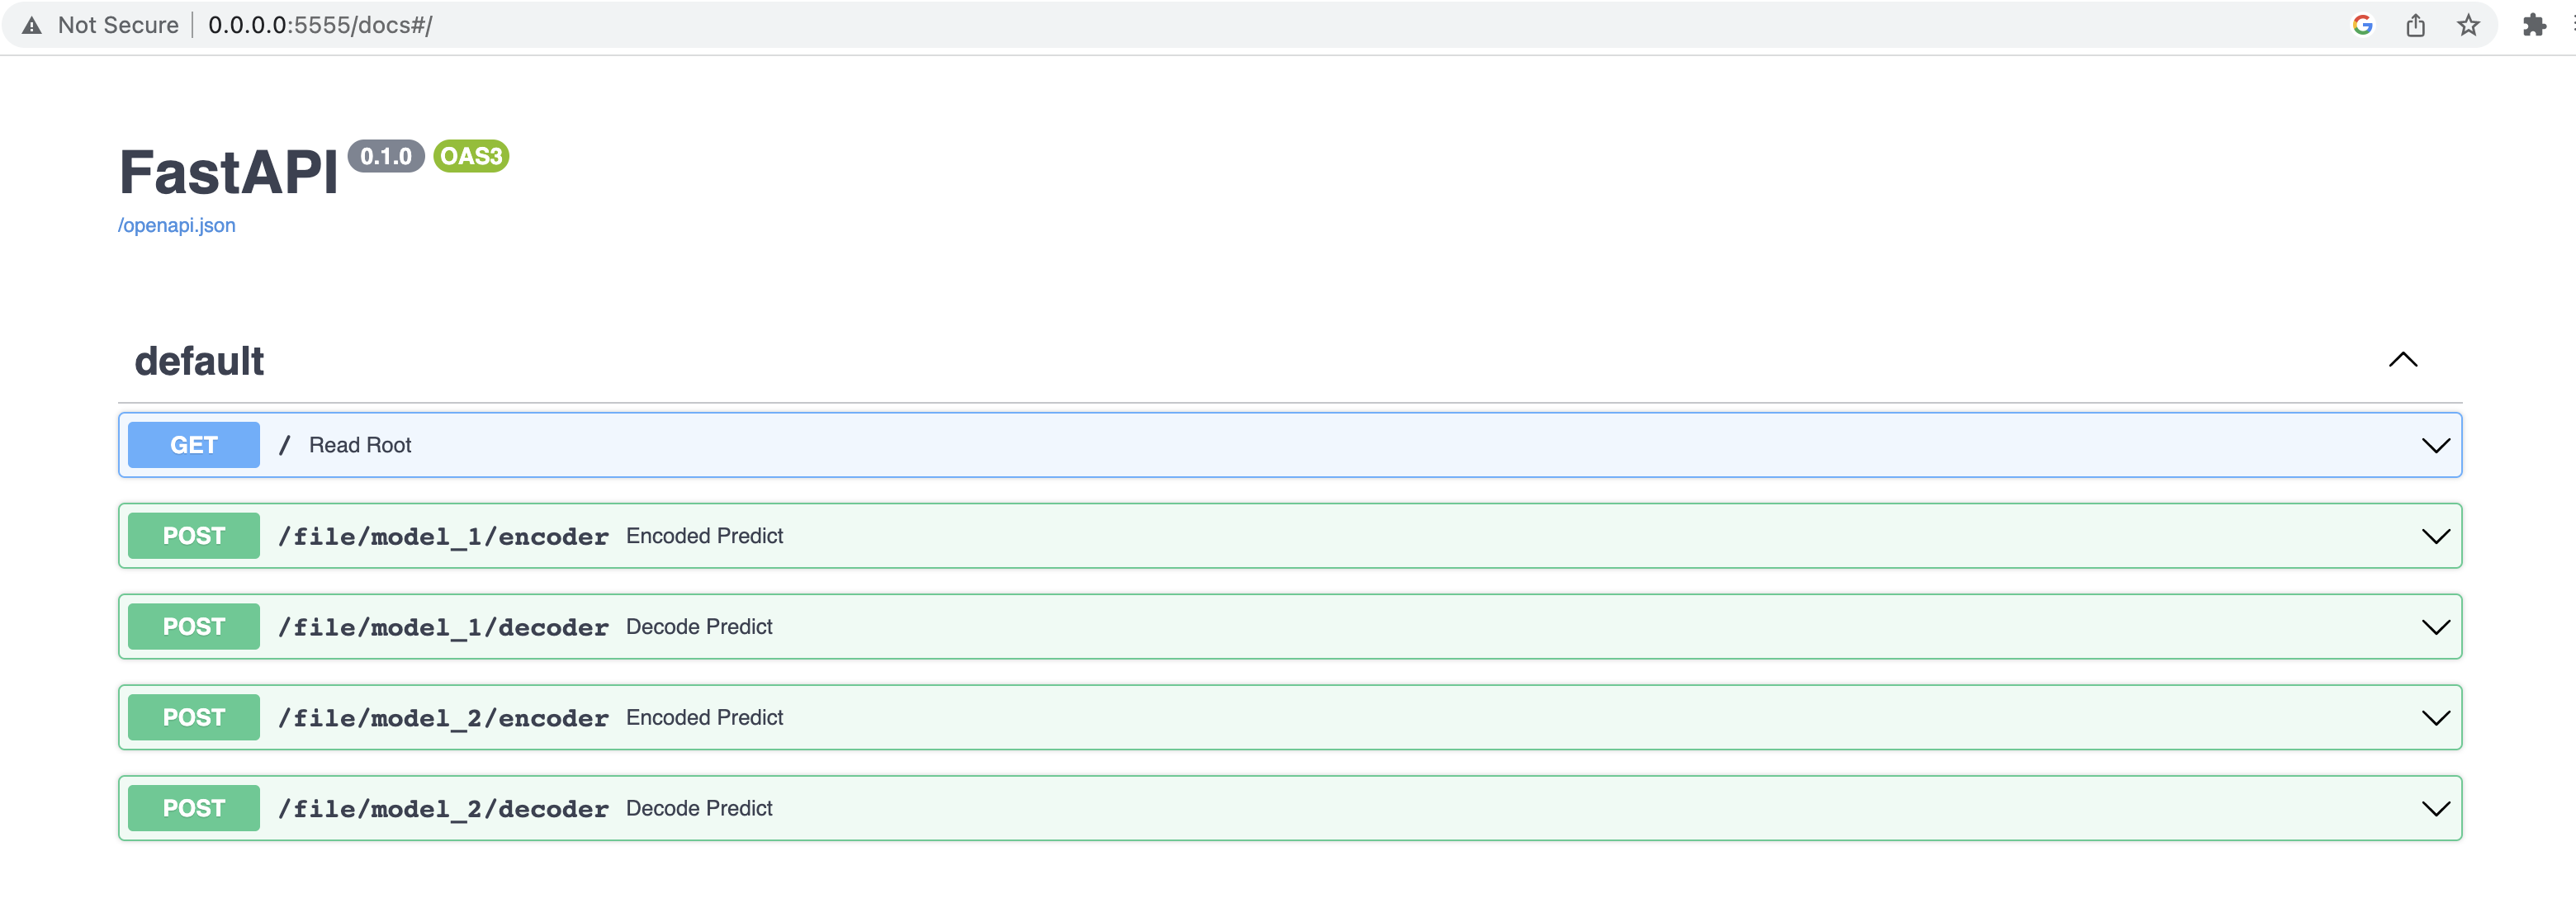 Not Secure 0.0.0.0:5555/docs#/
FastAPI 0.1.0 OAS3
/openapi.json
default
GET / Read Root
POST /file/model_1/encoder Encoded Predict
POST /file/model_1/decoder Decode Predict
POST /file/model_2/encoder Encoded Predict
POST /file/model_2/decoder Decode Predict